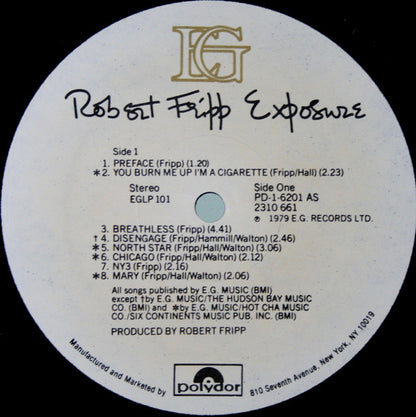 EG
Robert Fripp Exposure
Side 1
1. PREFACE (Fripp) (1.20)
*2. YOU BURN ME UP I'M A CIGARETTE (Fripp/Hall) (2.23)
Stereo
EGLP 101
Side One
PD-1-6201 AS
2310 661
℗ 1979 E.G. RECORDS LTD.
3. BREATHLESS (Fripp) (4.41)
†4. DISENGAGE (Fripp/Hammill/Walton) (2.46)
*5. NORTH STAR (Fripp/Hall/Walton) (3.06)
*6. CHICAGO (Fripp/Hall/Walton) (2.12)
7. NY3 (Fripp) (2.16)
*8. MARY (Fripp/Hall/Walton) (2.06)
All songs published by E.G. MUSIC (BMI)
except †by E.G. MUSIC/THE HUDSON BAY MUSIC
CO. (BMI) and *by E.G. MUSIC/HOT CHA MUSIC
CO./SIX CONTINENTS MUSIC PUB. INC. (BMI)
PRODUCED BY ROBERT FRIPP
Manufactured and Marketed by
polydor
810 Seventh Avenue, New York, NY 10019